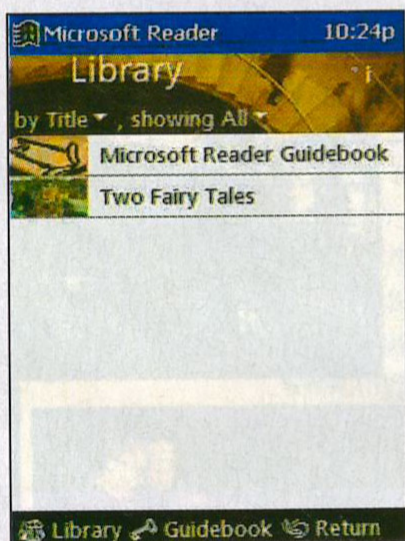 Microsoft Reader 10:24p
Library
by Title , showing All
Microsoft Reader Guidebook
Two Fairy Tales
Library Guidebook Return